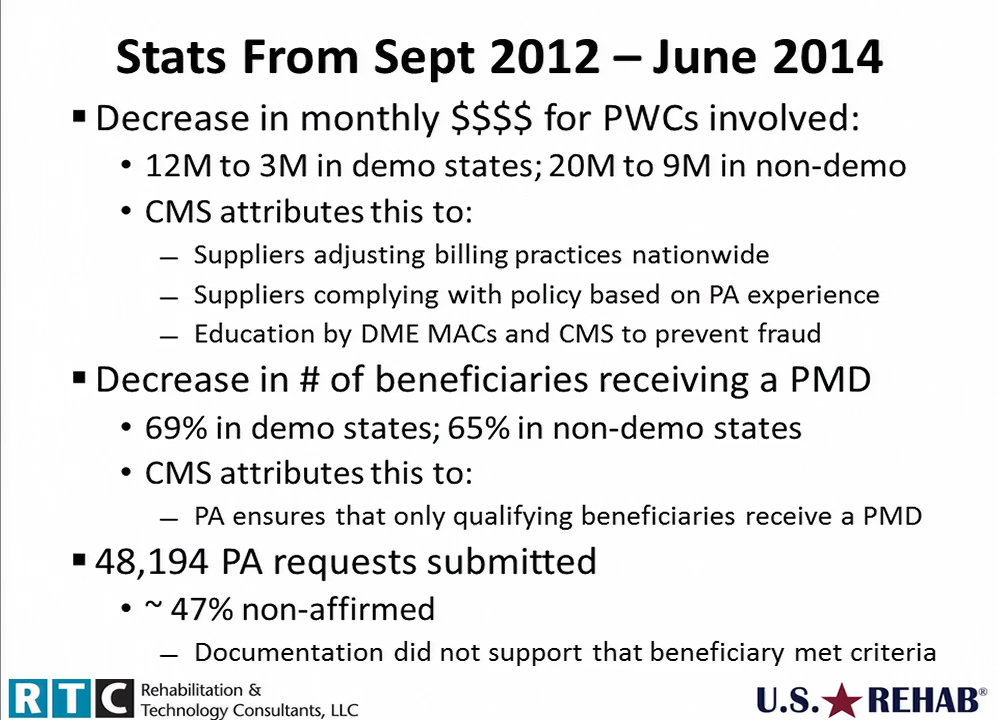 Stats From Sept 2012 – June 2014
▪ Decrease in monthly $$$$ for PWCs involved:
• 12M to 3M in demo states; 20M to 9M in non-demo
• CMS attributes this to:
– Suppliers adjusting billing practices nationwide
– Suppliers complying with policy based on PA experience
– Education by DME MACs and CMS to prevent fraud
▪ Decrease in # of beneficiaries receiving a PMD
• 69% in demo states; 65% in non-demo states
• CMS attributes this to:
– PA ensures that only qualifying beneficiaries receive a PMD
▪ 48,194 PA requests submitted
• ~ 47% non-affirmed
– Documentation did not support that beneficiary met criteria
RTC Rehabilitation &
Technology Consultants, LLC
U.S. REHAB®